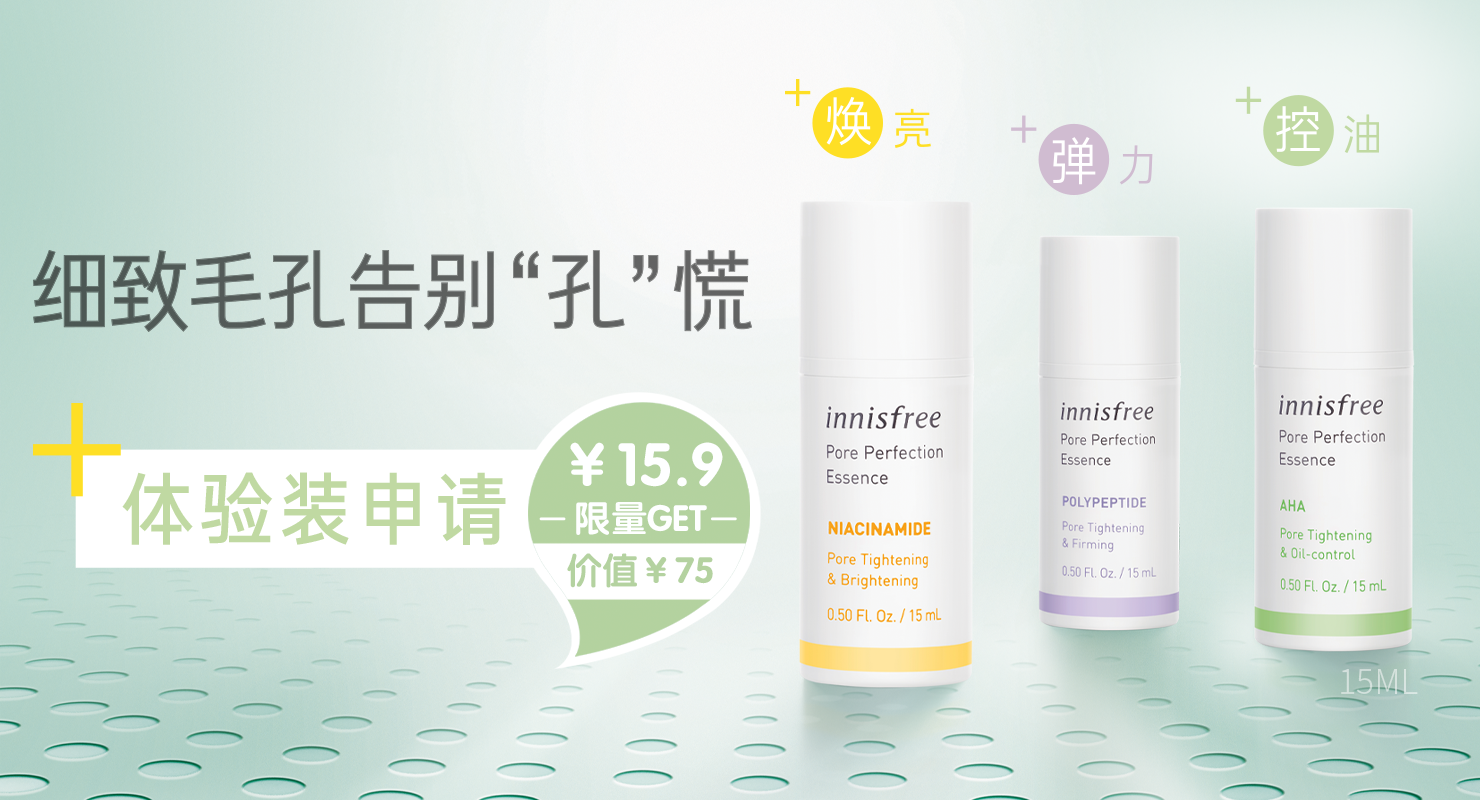 细致毛孔告别“孔”慌
体验装申请
￥15.9
限量GET
价值￥75
+焕亮
innisfree
Pore Perfection
Essence
NIACINAMIDE
Pore Tightening
& Brightening
0.50 Fl. Oz. / 15 mL
+弹力
innisfree
Pore Perfection
Essence
POLYPEPTIDE
Pore Tightening
& Firming
0.50 Fl. Oz. / 15 mL
+控油
innisfree
Pore Perfection
Essence
AHA
Pore Tightening
& Oil-control
0.50 Fl. Oz. / 15 mL
15ML